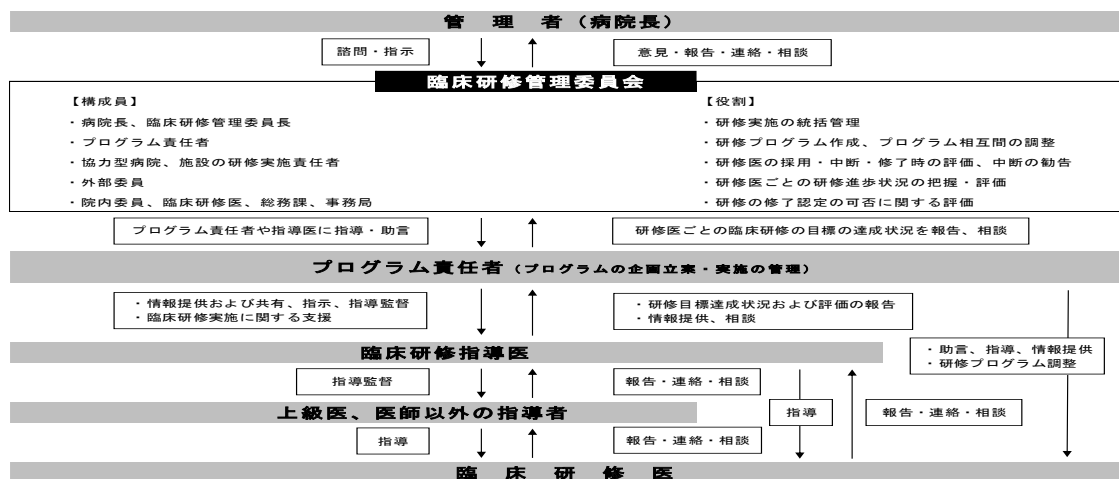 管理者（病院長）
諮問・指示
意見・報告・連絡・相談
臨床研修管理委員会
【構成員】
・病院長、臨床研修管理委員長
・プログラム責任者
・協力型病院、施設の研修実施責任者
・外部委員
・院内委員、臨床研修医、総務課、事務局
【役割】
・研修実施の統括管理
・研修プログラム作成、プログラム相互間の調整
・研修医の採用・中断・修了時の評価、中断の勧告
・研修医ごとの研修進歩状況の把握・評価
・研修の修了認定の可否に関する評価
プログラム責任者や指導医に指導・助言
研修医ごとの臨床研修の目標の達成状況を報告、相談
プログラム責任者（プログラムの企画立案・実施の管理）
・情報提供および共有、指示、指導監督
・臨床研修実施に関する支援
・研修目標達成状況および評価の報告
・情報提供、相談
・助言、指導、情報提供
・研修プログラム調整
臨床研修指導医
指導監督
報告・連絡・相談
上級医、医師以外の指導者
指導
報告・連絡・相談
指導
報告・連絡・相談
臨床研修医